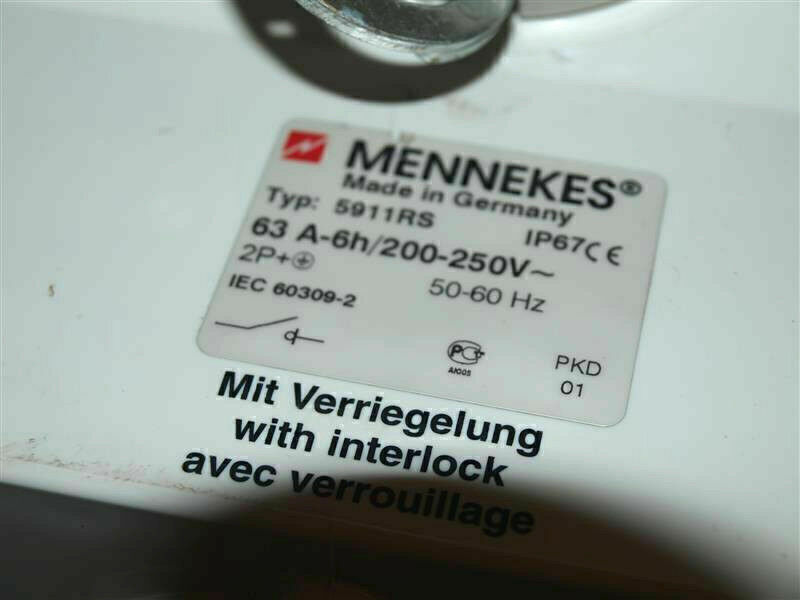 MENNEKES®
Made in Germany
Typ: 5911RS
IP67 CE
63 A-6h/200-250V~
2P+⏚
50-60 Hz
IEC 60309-2
PKD
01
Mit Verriegelung
with interlock
avec verrouillage